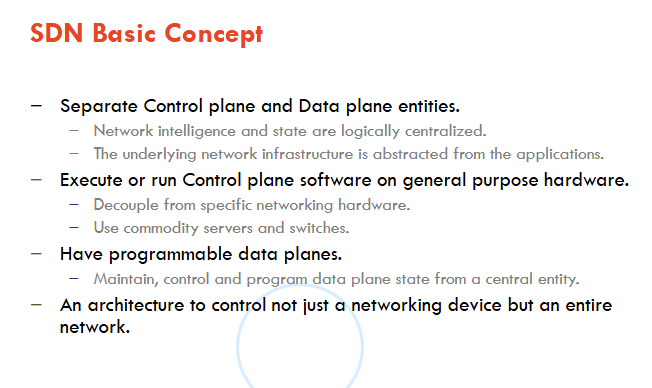 SDN Basic Concept
– Separate Control plane and Data plane entities.
– Network intelligence and state are logically centralized.
– The underlying network infrastructure is abstracted from the applications.
– Execute or run Control plane software on general purpose hardware.
– Decouple from specific networking hardware.
– Use commodity servers and switches.
– Have programmable data planes.
– Maintain, control and program data plane state from a central entity.
– An architecture to control not just a networking device but an entire
network.